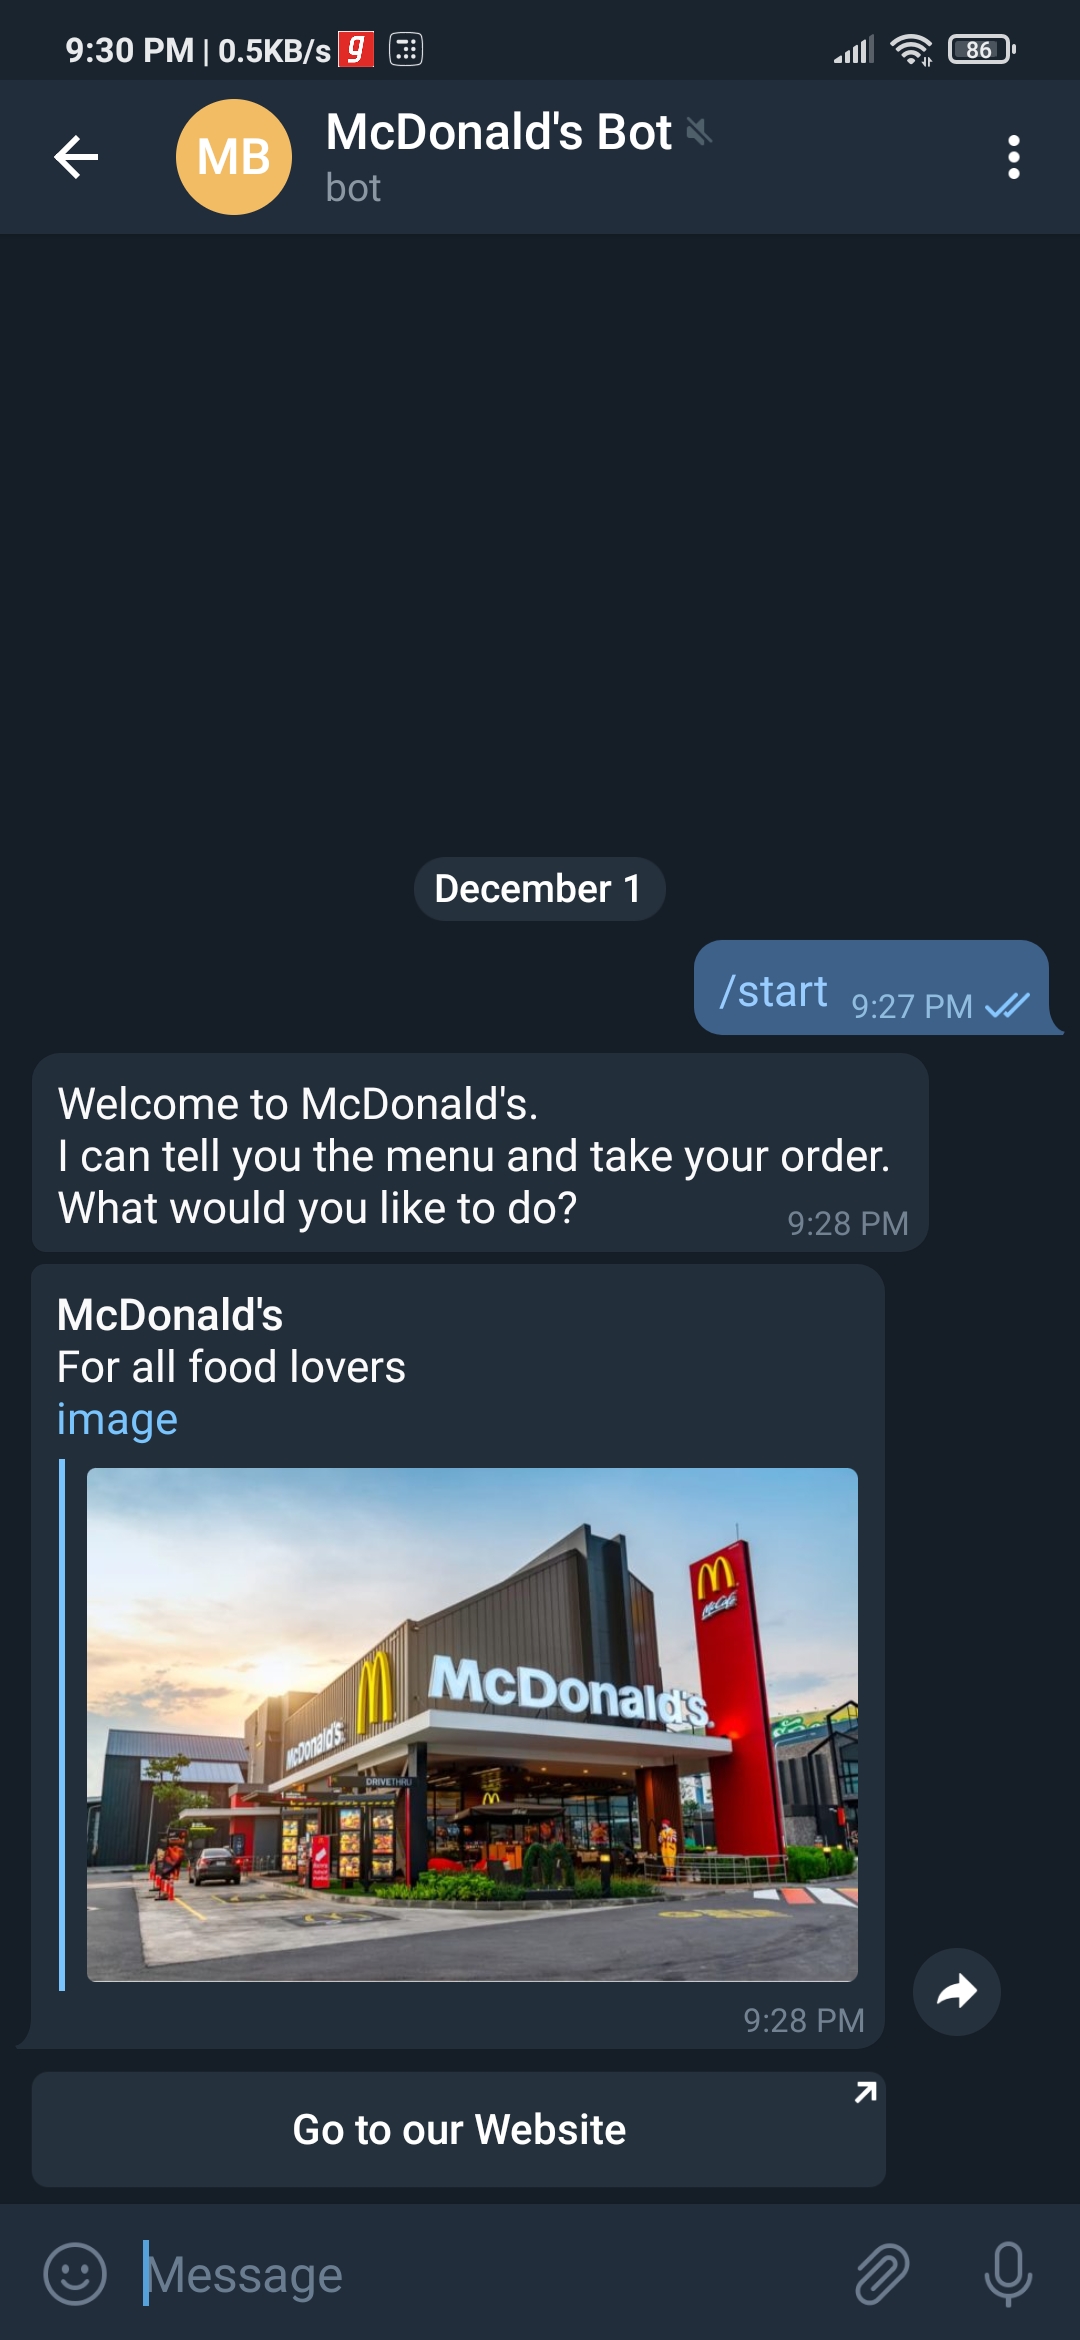 9:30 PM | 0.5KB/s g
86
MB
McDonald's Bot
bot
December 1
/start 9:27 PM
Welcome to McDonald's.
I can tell you the menu and take your order.
What would you like to do? 9:28 PM
McDonald's
For all food lovers
image
McCafé
McDonald's
McDonald's
DRIVE THRU
9:28 PM
Go to our Website
Message